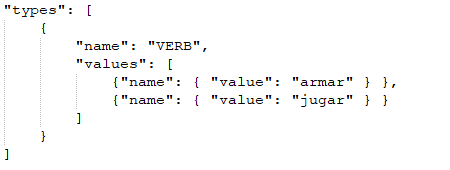 "types": [
{
"name": "VERB",
"values": [
{"name": { "value": "armar" } },
{"name": { "value": "jugar" } }
]
}
]